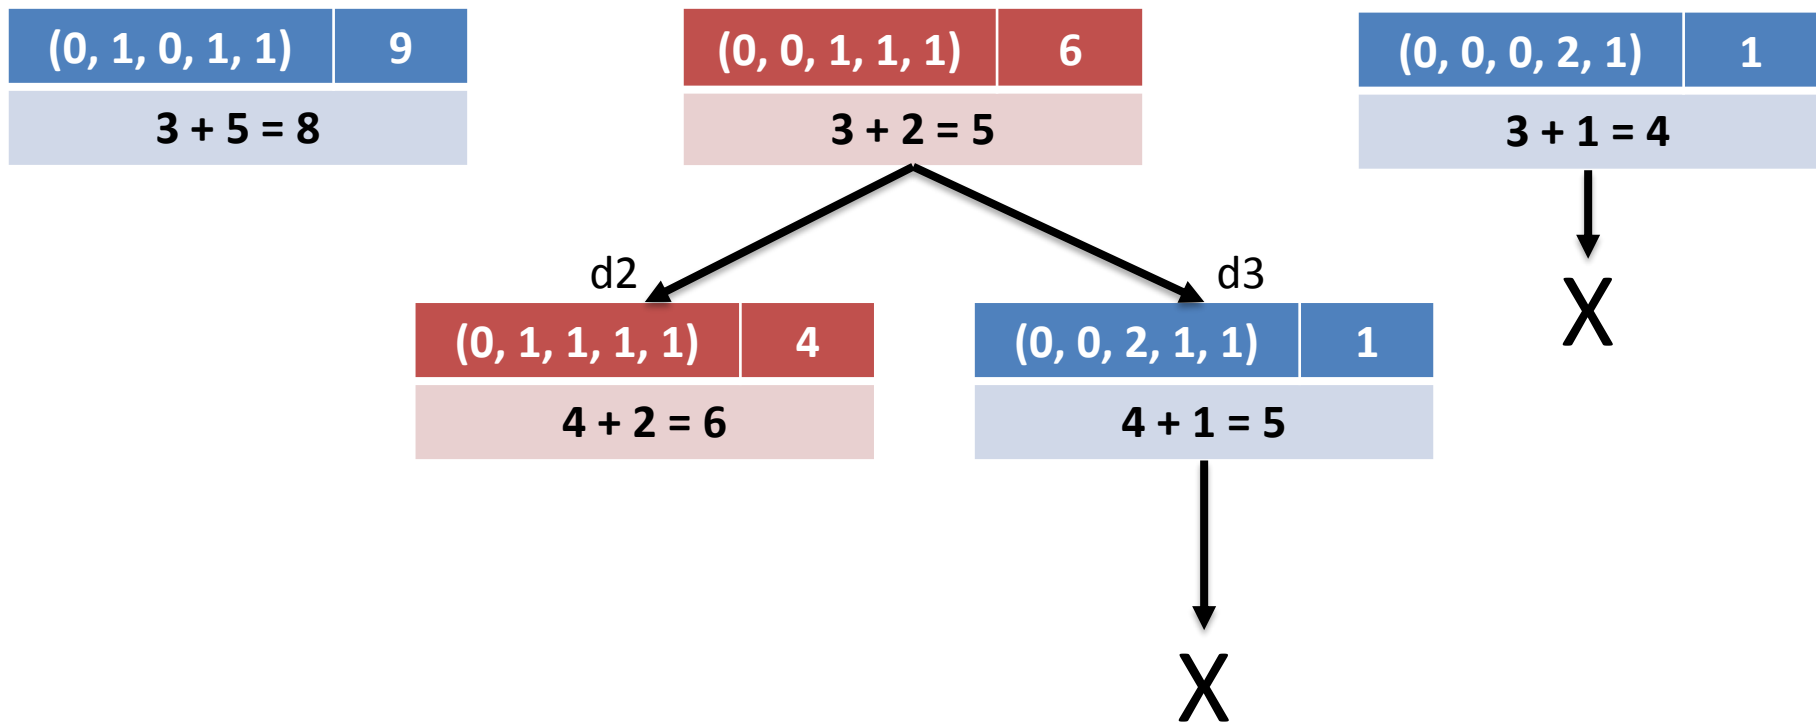 (0, 1, 0, 1, 1) 9
3 + 5 = 8
(0, 0, 1, 1, 1) 6
3 + 2 = 5
(0, 0, 0, 2, 1) 1
3 + 1 = 4
X
d2
d3
(0, 1, 1, 1, 1) 4
4 + 2 = 6
(0, 0, 2, 1, 1) 1
4 + 1 = 5
X